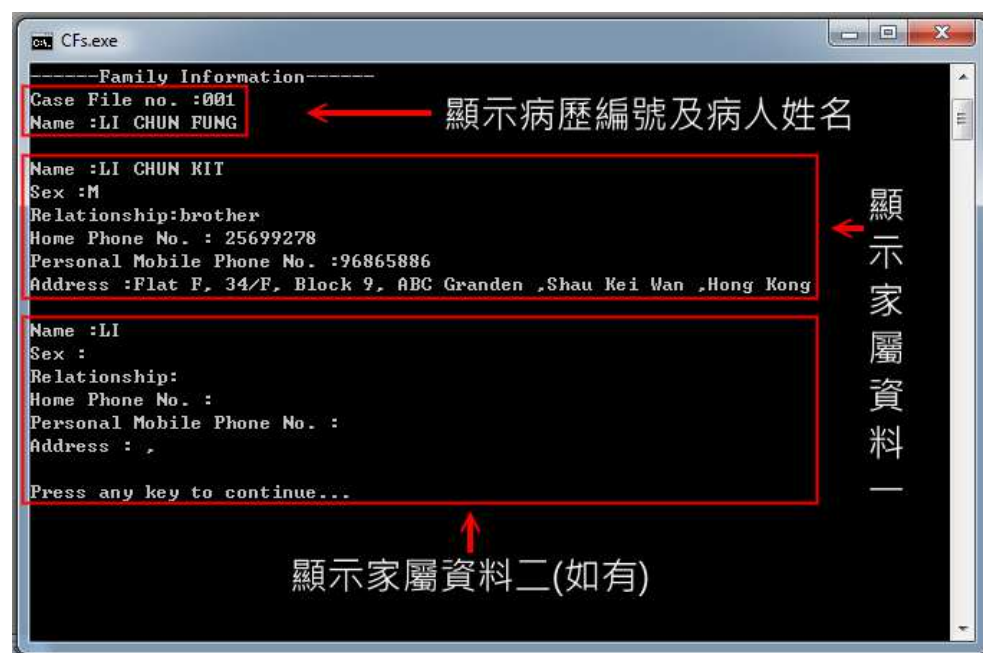 CFs.exe
------Family Information------
Case File no. :001
Name :LI CHUN FUNG
顯示病歷編號及病人姓名
Name :LI CHUN KIT
Sex :M
Relationship:brother
Home Phone No. : 25699278
Personal Mobile Phone No. :96865886
Address :Flat F, 34/F, Block 9, ABC Granden ,Shau Kei Wan ,Hong Kong
顯示家屬資料一
Name :LI
Sex :
Relationship:
Home Phone No. :
Personal Mobile Phone No. :
Address : ,
Press any key to continue...
顯示家屬資料二(如有)